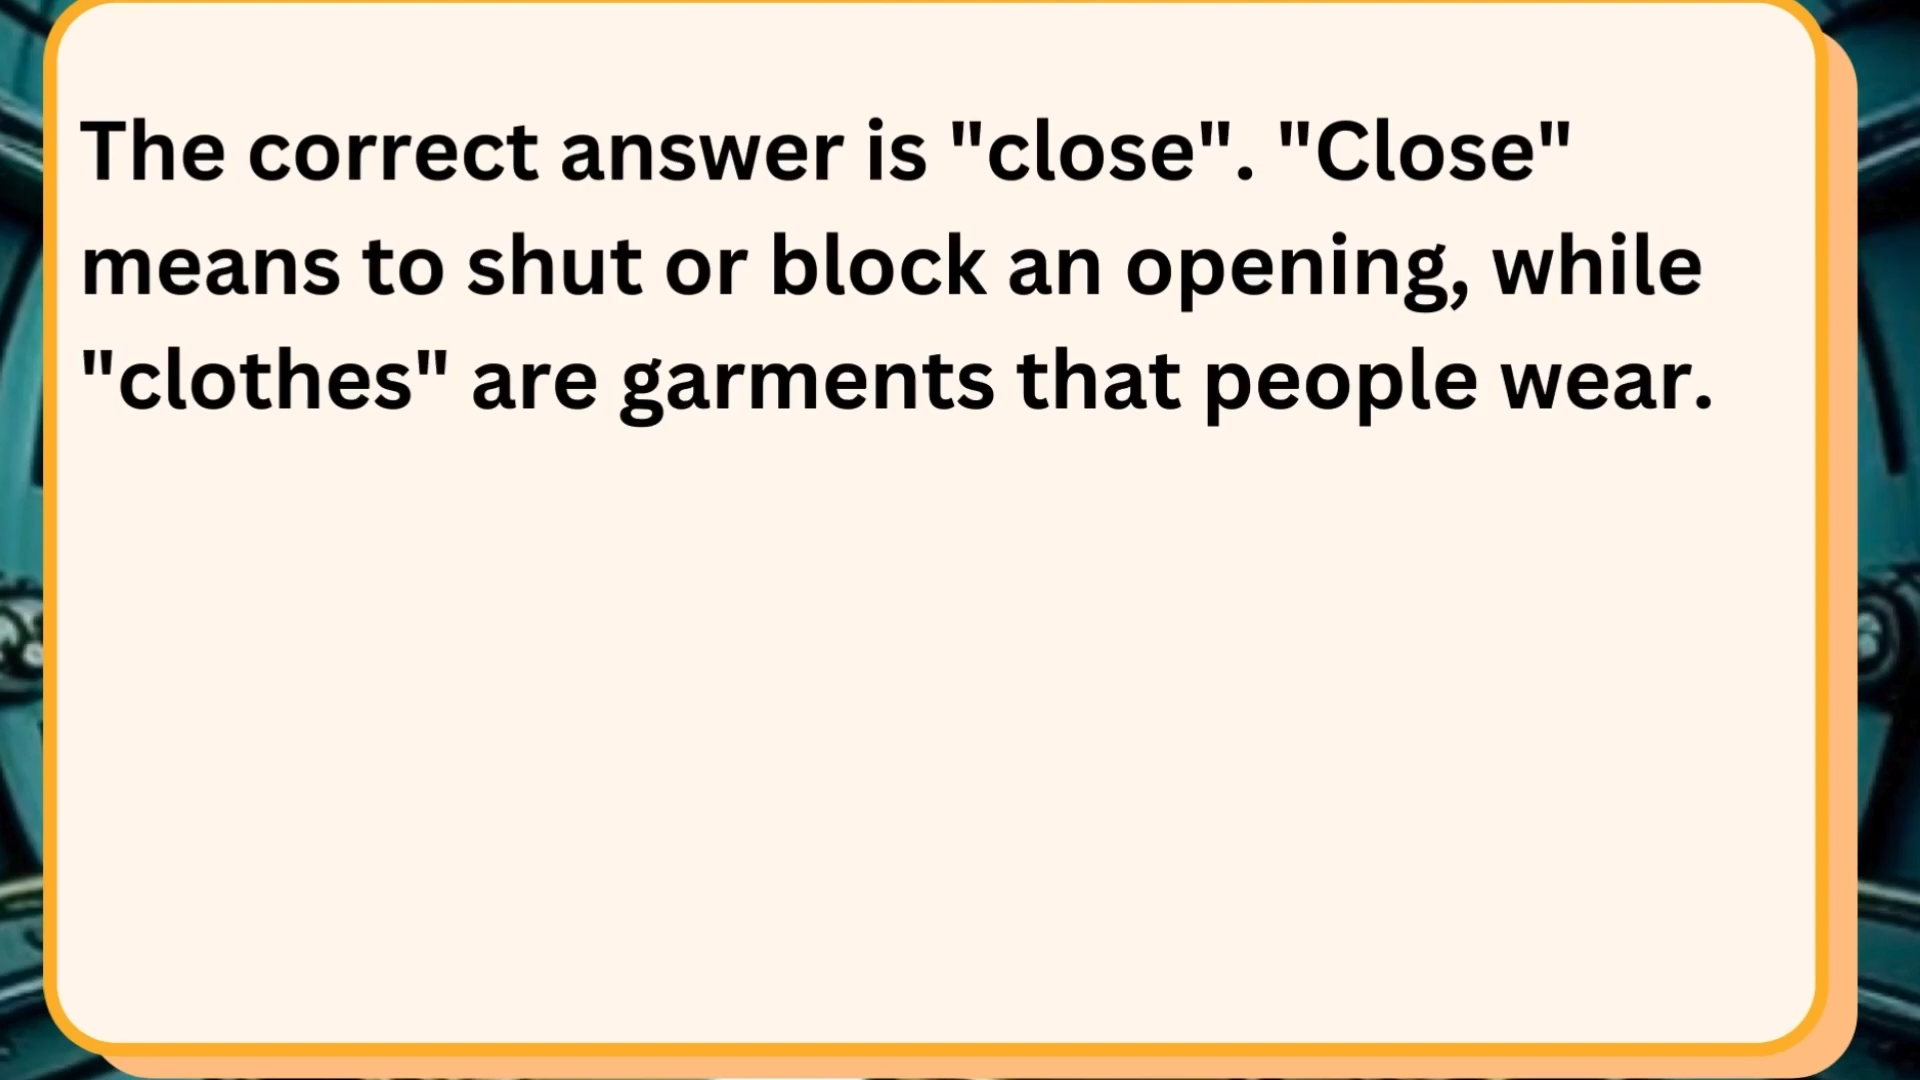 The correct answer is "close". "Close"
means to shut or block an opening, while
"clothes" are garments that people wear.